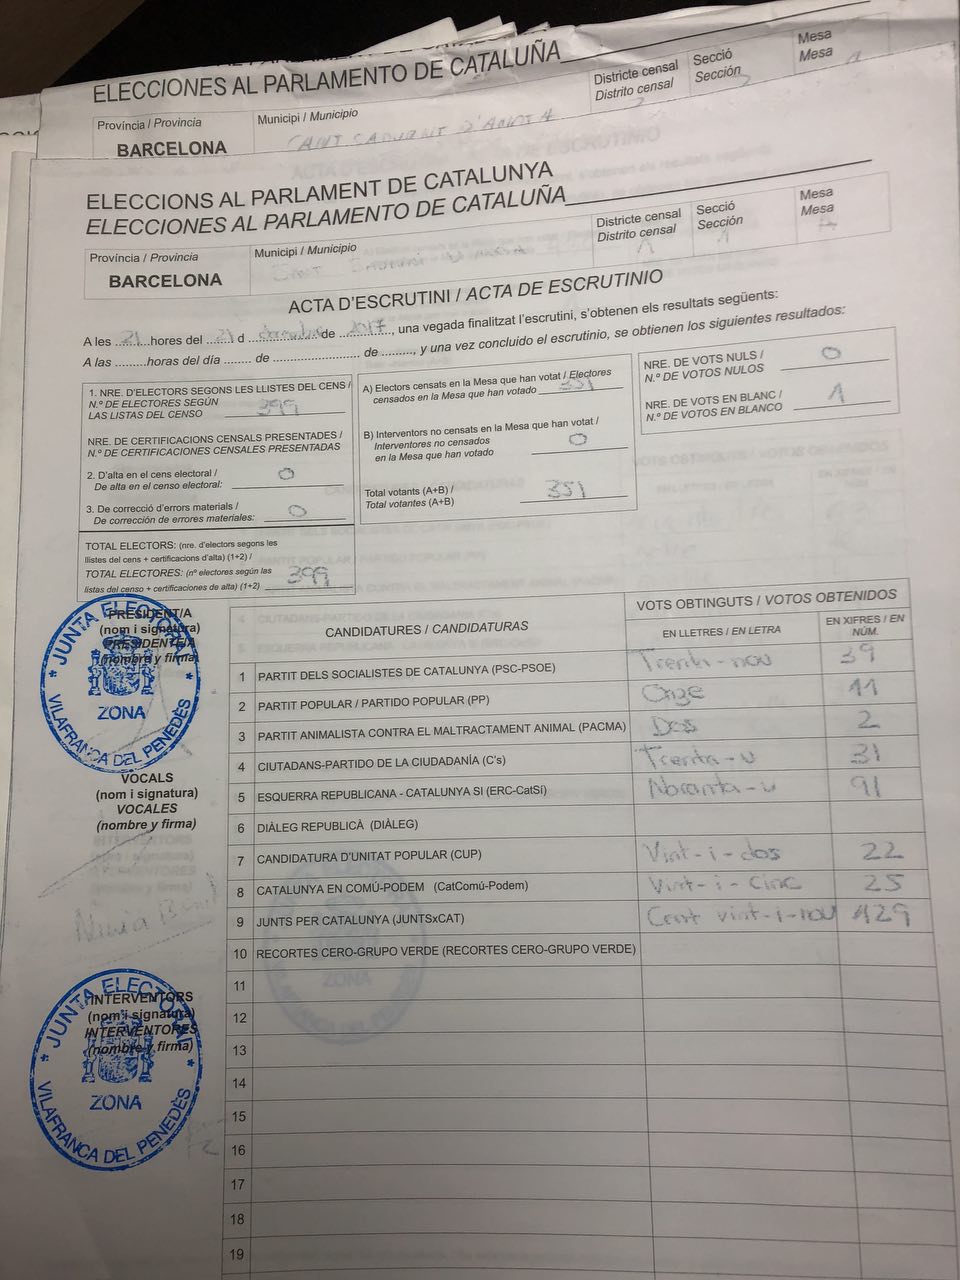 ELECCIONES AL PARLAMENTO DE CATALUÑA
Província / Provincia
BARCELONA
Municipi / Municipio
SANT SADURNÍ D'ANOIA
Districte censal
Distrito censal
Secció
Sección
Mesa
Mesa
A
ELECCIONS AL PARLAMENT DE CATALUNYA
ELECCIONES AL PARLAMENTO DE CATALUÑA
Província / Provincia
BARCELONA
Municipi / Municipio
Districte censal
Distrito censal
1
Secció
Sección
1
Mesa
Mesa
A
ACTA D'ESCRUTINI / ACTA DE ESCRUTINIO
A les 21 hores del 21 d desembre de 2017, una vegada finalitzat l'escrutini, s'obtenen els resultats següents:
A las ......... horas del día ........ de ......................... de ........., y una vez concluido el escrutinio, se obtienen los siguientes resultados:
1. NRE. D'ELECTORS SEGONS LES LLISTES DEL CENS /
N.º DE ELECTORES SEGÚN
LAS LISTAS DEL CENSO 399
NRE. DE CERTIFICACIONS CENSALS PRESENTADES /
N.º DE CERTIFICACIONES CENSALES PRESENTADAS
2. D'alta en el cens electoral /
De alta en el censo electoral: 0
3. De correcció d'errors materials /
De corrección de errores materiales: 0
TOTAL ELECTORS: (nre. d'electors segons les
llistes del cens + certificacions d'alta) (1+2) /
TOTAL ELECTORES: (nº electores según las
listas del censo + certificaciones de alta) (1+2) 399
A) Electors censats en la Mesa que han votat / Electores
censados en la Mesa que han votado 351
B) Interventors no censats en la Mesa que han votat /
Interventores no censados
en la Mesa que han votado 0
Total votants (A+B) /
Total votantes (A+B) 351
NRE. DE VOTS NULS /
N.º DE VOTOS NULOS 0
NRE. DE VOTS EN BLANC /
N.º DE VOTOS EN BLANCO 1
PRESIDENT/A
(nom i signatura)
PRESIDENTE/A
(nombre y firma)
JUNTA ELECTORAL
ZONA
VILAFRANCA DEL PENEDÈS
VOCALS
(nom i signatura)
VOCALES
(nombre y firma)
INTERVENTORS
(nom i signatura)
INTERVENTORES
(nombre y firma)
JUNTA ELECTORAL
ZONA
VILAFRANCA DEL PENEDÈS
CANDIDATURES / CANDIDATURAS
VOTS OBTINGUTS / VOTOS OBTENIDOS
EN LLETRES / EN LETRA
EN XIFRES / EN
NÚM.
1 PARTIT DELS SOCIALISTES DE CATALUNYA (PSC-PSOE) Trenta-nou 39
2 PARTIT POPULAR / PARTIDO POPULAR (PP) Onze 11
3 PARTIT ANIMALISTA CONTRA EL MALTRACTAMENT ANIMAL (PACMA) Dos 2
4 CIUTADANS-PARTIDO DE LA CIUDADANÍA (C's) Trenta-u 31
5 ESQUERRA REPUBLICANA - CATALUNYA SI (ERC-CatSí) Noranta-u 91
6 DIÀLEG REPUBLICÀ (DIÀLEG)
7 CANDIDATURA D'UNITAT POPULAR (CUP) Vint-i-dos 22
8 CATALUNYA EN COMÚ-PODEM (CatComú-Podem) Vint-i-cinc 25
9 JUNTS PER CATALUNYA (JUNTSxCAT) Cent vint-i-nou 129
10 RECORTES CERO-GRUPO VERDE (RECORTES CERO-GRUPO VERDE)
11
12
13
14
15
16
17
18
19